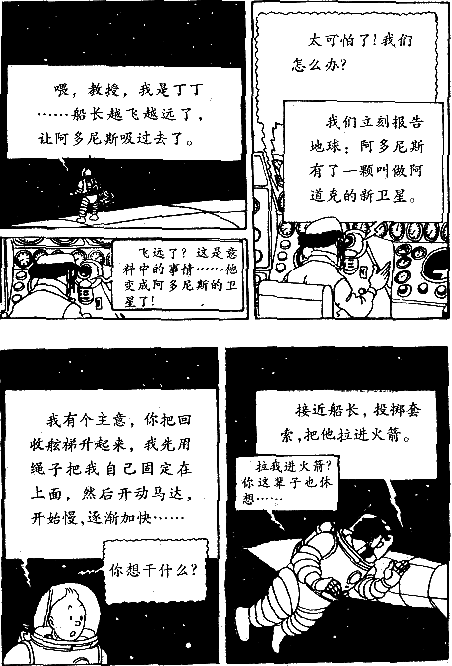 喂，教授，我是丁丁
……船长越飞越远了，
让阿多尼斯吸过去了。
飞远了？这是意
料中的事情……他
变成阿多尼斯的卫
星了！
太可怕了！我们
怎么办？
我们立刻报告
地球：阿多尼斯
有了一颗叫做阿
道克的新卫星。
我有个主意，你把回
收舷梯升起来，我先用
绳子把我自己固定在
上面，然后开动马达，
开始慢，逐渐加快……
你想干什么？
接近船长，投掷套
索，把他拉进火箭。
拉我进火箭？
你这辈子也休
想……